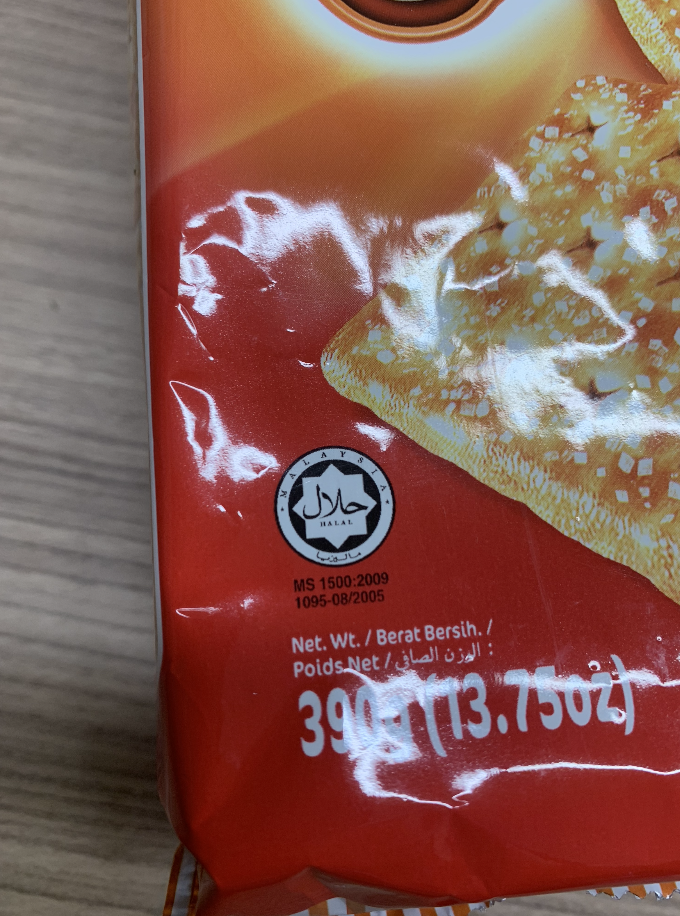 MALAYSIA
حلال
HALAL
ماليزيا
MS 1500:2009
1095-08/2005
Net. Wt. / Berat Bersih. /
Poids Net / الوزن الصافي :
390g (13.75oz)